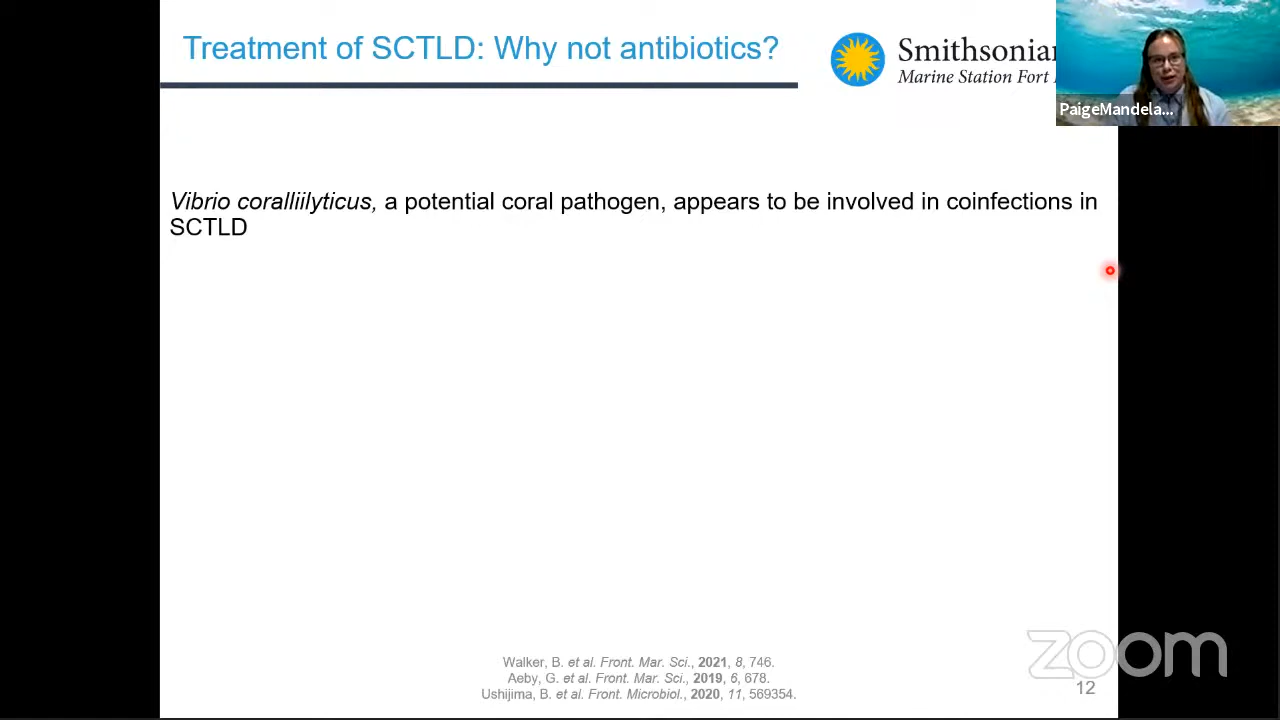 Treatment of SCTLD: Why not antibiotics?
Smithsonian
Marine Station Fort
PaigeMandela...
Vibrio coralliilyticus, a potential coral pathogen, appears to be involved in coinfections in
SCTLD
Walker, B. et al. Front. Mar. Sci., 2021, 8, 746.
Aeby, G. et al. Front. Mar. Sci., 2019, 6, 678.
Ushijima, B. et al. Front. Microbiol., 2020, 11, 569354.
zoom
12